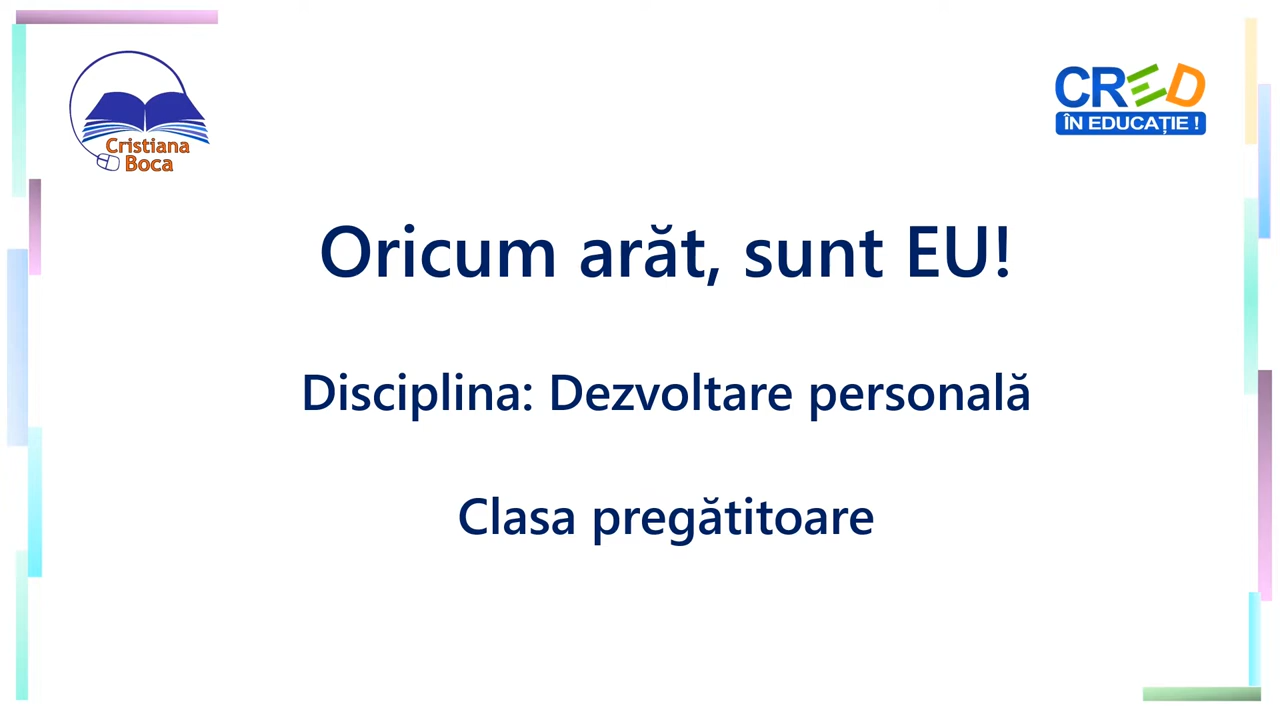 Cristiana
Boca
CRED
ÎN EDUCAȚIE !
Oricum arăt, sunt EU!
Disciplina: Dezvoltare personală
Clasa pregătitoare